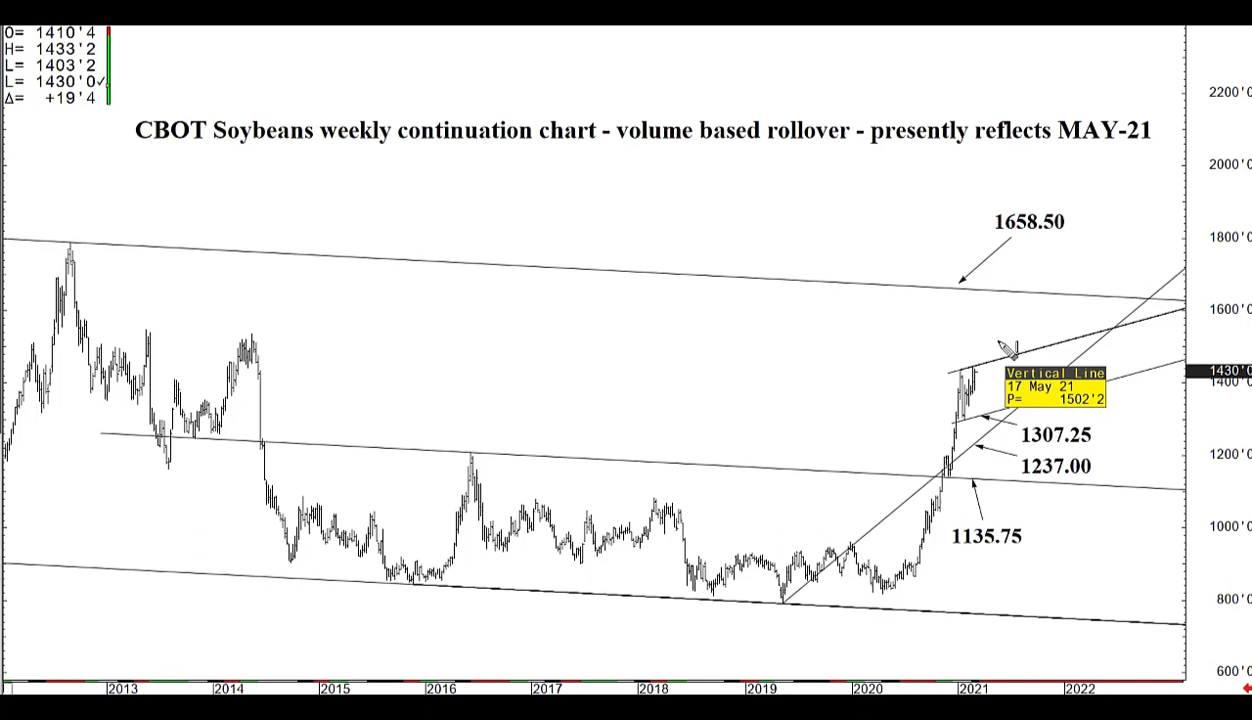 O= 1410'4
H= 1433'2
L= 1403'2
L= 1430'0✓
Δ= +19'4
CBOT Soybeans weekly continuation chart - volume based rollover - presently reflects MAY-21
2200'0
2000'0
1658.50
1800'0
1600'0
1430'0
1400'0
Vertical Line
17 May 21
P= 1502'2
1307.25
1237.00
1200'0
1135.75
1000'0
800'0
600'0
2013 2014 2015 2016 2017 2018 2019 2020 2021 2022